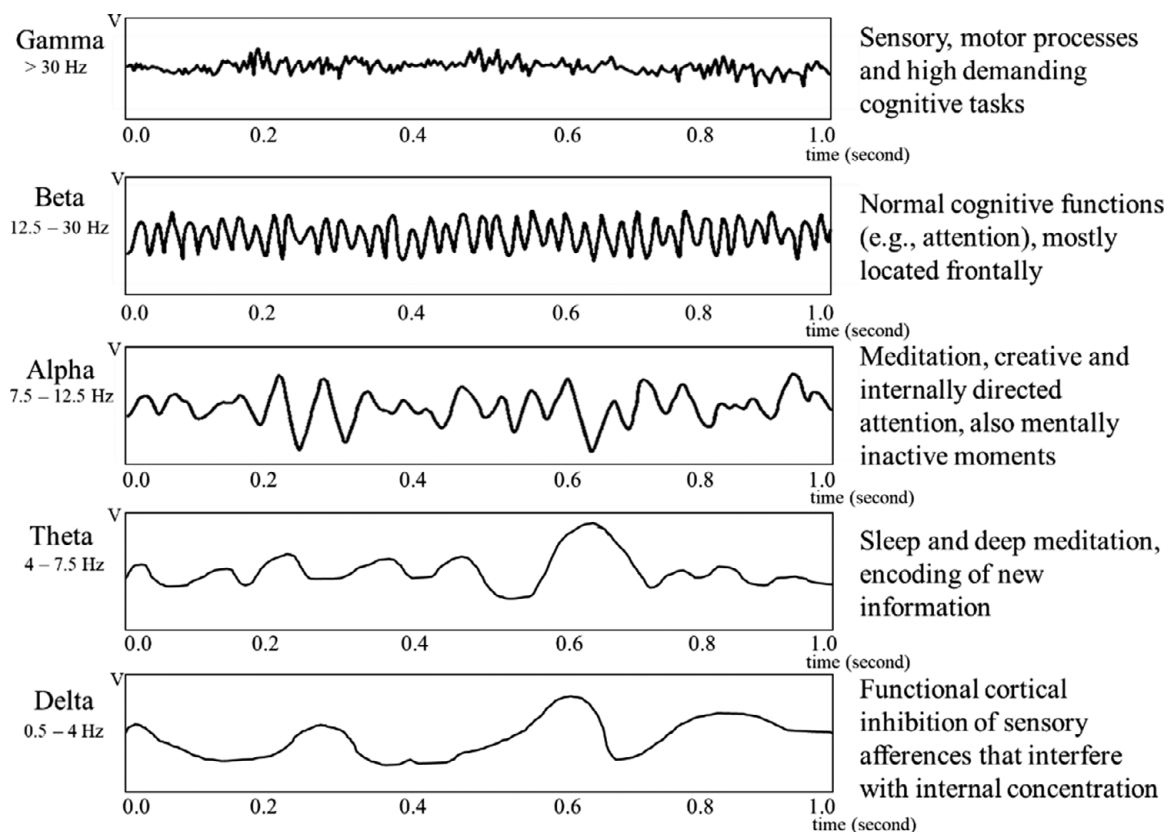 V
Gamma
> 30 Hz
Sensory, motor processes
and high demanding
cognitive tasks
0.0 0.2 0.4 0.6 0.8 1.0
time (second)
V
Beta
12.5 – 30 Hz
Normal cognitive functions
(e.g., attention), mostly
located frontally
0.0 0.2 0.4 0.6 0.8 1.0
time (second)
V
Alpha
7.5 – 12.5 Hz
Meditation, creative and
internally directed
attention, also mentally
inactive moments
0.0 0.2 0.4 0.6 0.8 1.0
time (second)
V
Theta
4 – 7.5 Hz
Sleep and deep meditation,
encoding of new
information
0.0 0.2 0.4 0.6 0.8 1.0
time (second)
V
Delta
0.5 – 4 Hz
Functional cortical
inhibition of sensory
afferences that interfere
with internal concentration
0.0 0.2 0.4 0.6 0.8 1.0
time (second)